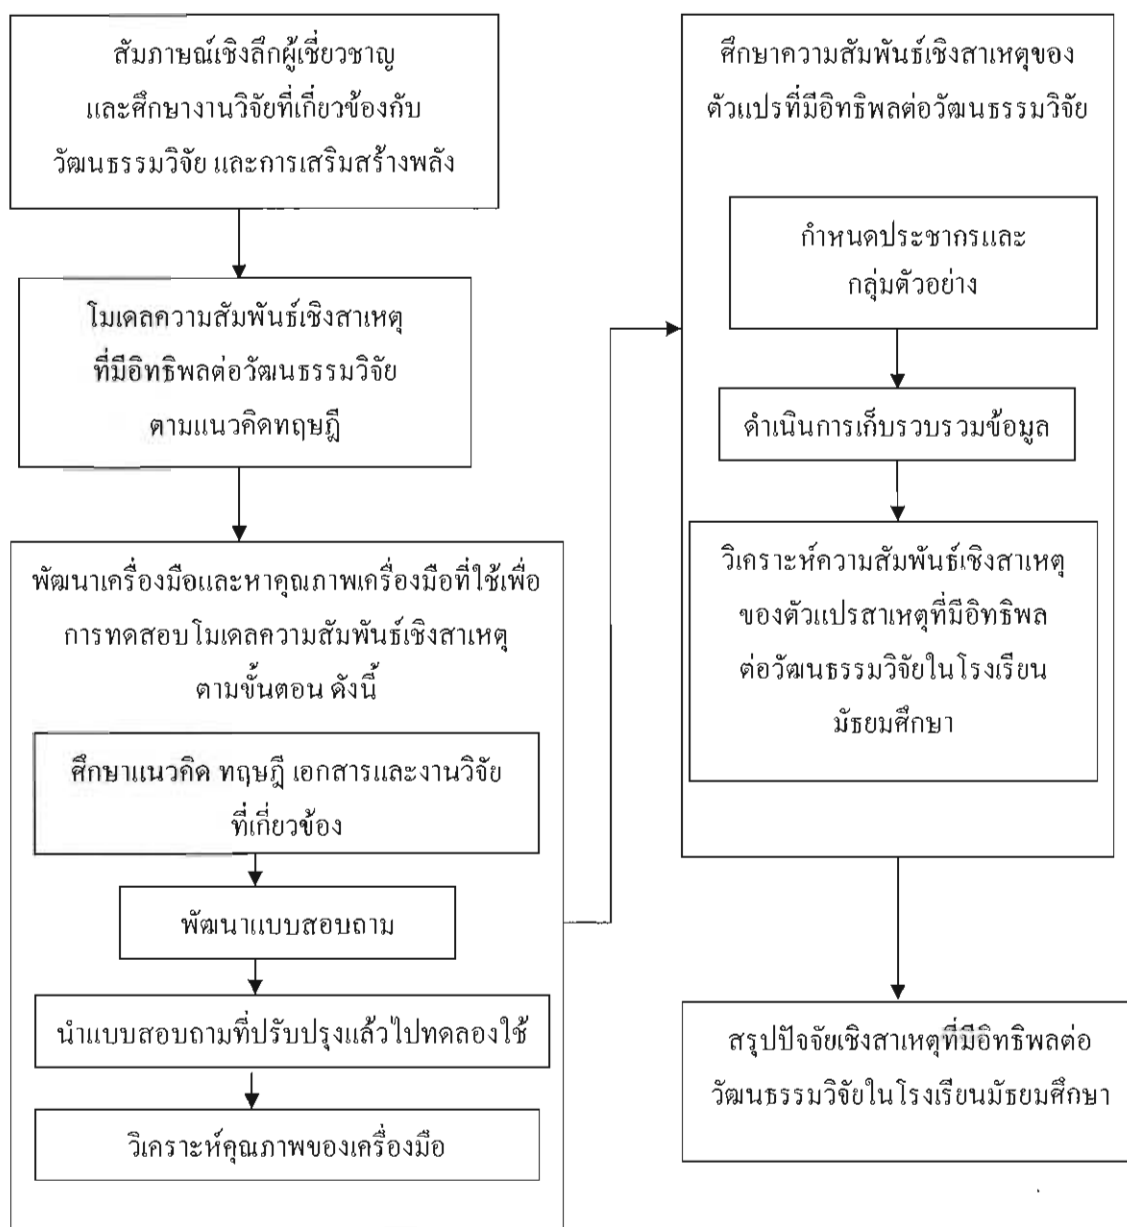 สัมภาษณ์เชิงลึกผู้เชี่ยวชาญ
และศึกษางานวิจัยที่เกี่ยวข้องกับ
วัฒนธรรมวิจัย และการเสริมสร้างพลัง
โมเดลความสัมพันธ์เชิงสาเหตุ
ที่มีอิทธิพลต่อวัฒนธรรมวิจัย
ตามแนวคิดทฤษฎี
พัฒนาเครื่องมือและหาคุณภาพเครื่องมือที่ใช้เพื่อ
การทดสอบโมเดลความสัมพันธ์เชิงสาเหตุ
ตามขั้นตอน ดังนี้
ศึกษาแนวคิด ทฤษฎี เอกสารและงานวิจัย
ที่เกี่ยวข้อง
พัฒนาแบบสอบถาม
นำแบบสอบถามที่ปรับปรุงแล้วไปทดลองใช้
วิเคราะห์คุณภาพของเครื่องมือ
ศึกษาความสัมพันธ์เชิงสาเหตุของ
ตัวแปรที่มีอิทธิพลต่อวัฒนธรรมวิจัย
กำหนดประชากรและ
กลุ่มตัวอย่าง
ดำเนินการเก็บรวบรวมข้อมูล
วิเคราะห์ความสัมพันธ์เชิงสาเหตุ
ของตัวแปรสาเหตุที่มีอิทธิพล
ต่อวัฒนธรรมวิจัยในโรงเรียน
มัธยมศึกษา
สรุปปัจจัยเชิงสาเหตุที่มีอิทธิพลต่อ
วัฒนธรรมวิจัยในโรงเรียนมัธยมศึกษา